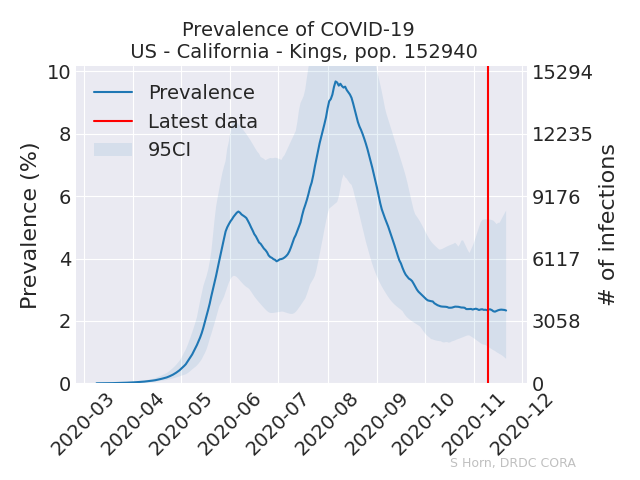 Prevalence of COVID-19
US - California - Kings, pop. 152940
Prevalence
Latest data
95CI
Prevalence (%)
10
8
6
4
2
0
15294
12235
9176
6117
3058
0
# of infections
2020-03
2020-04
2020-05
2020-06
2020-07
2020-08
2020-09
2020-10
2020-11
2020-12
S Horn, DRDC CORA